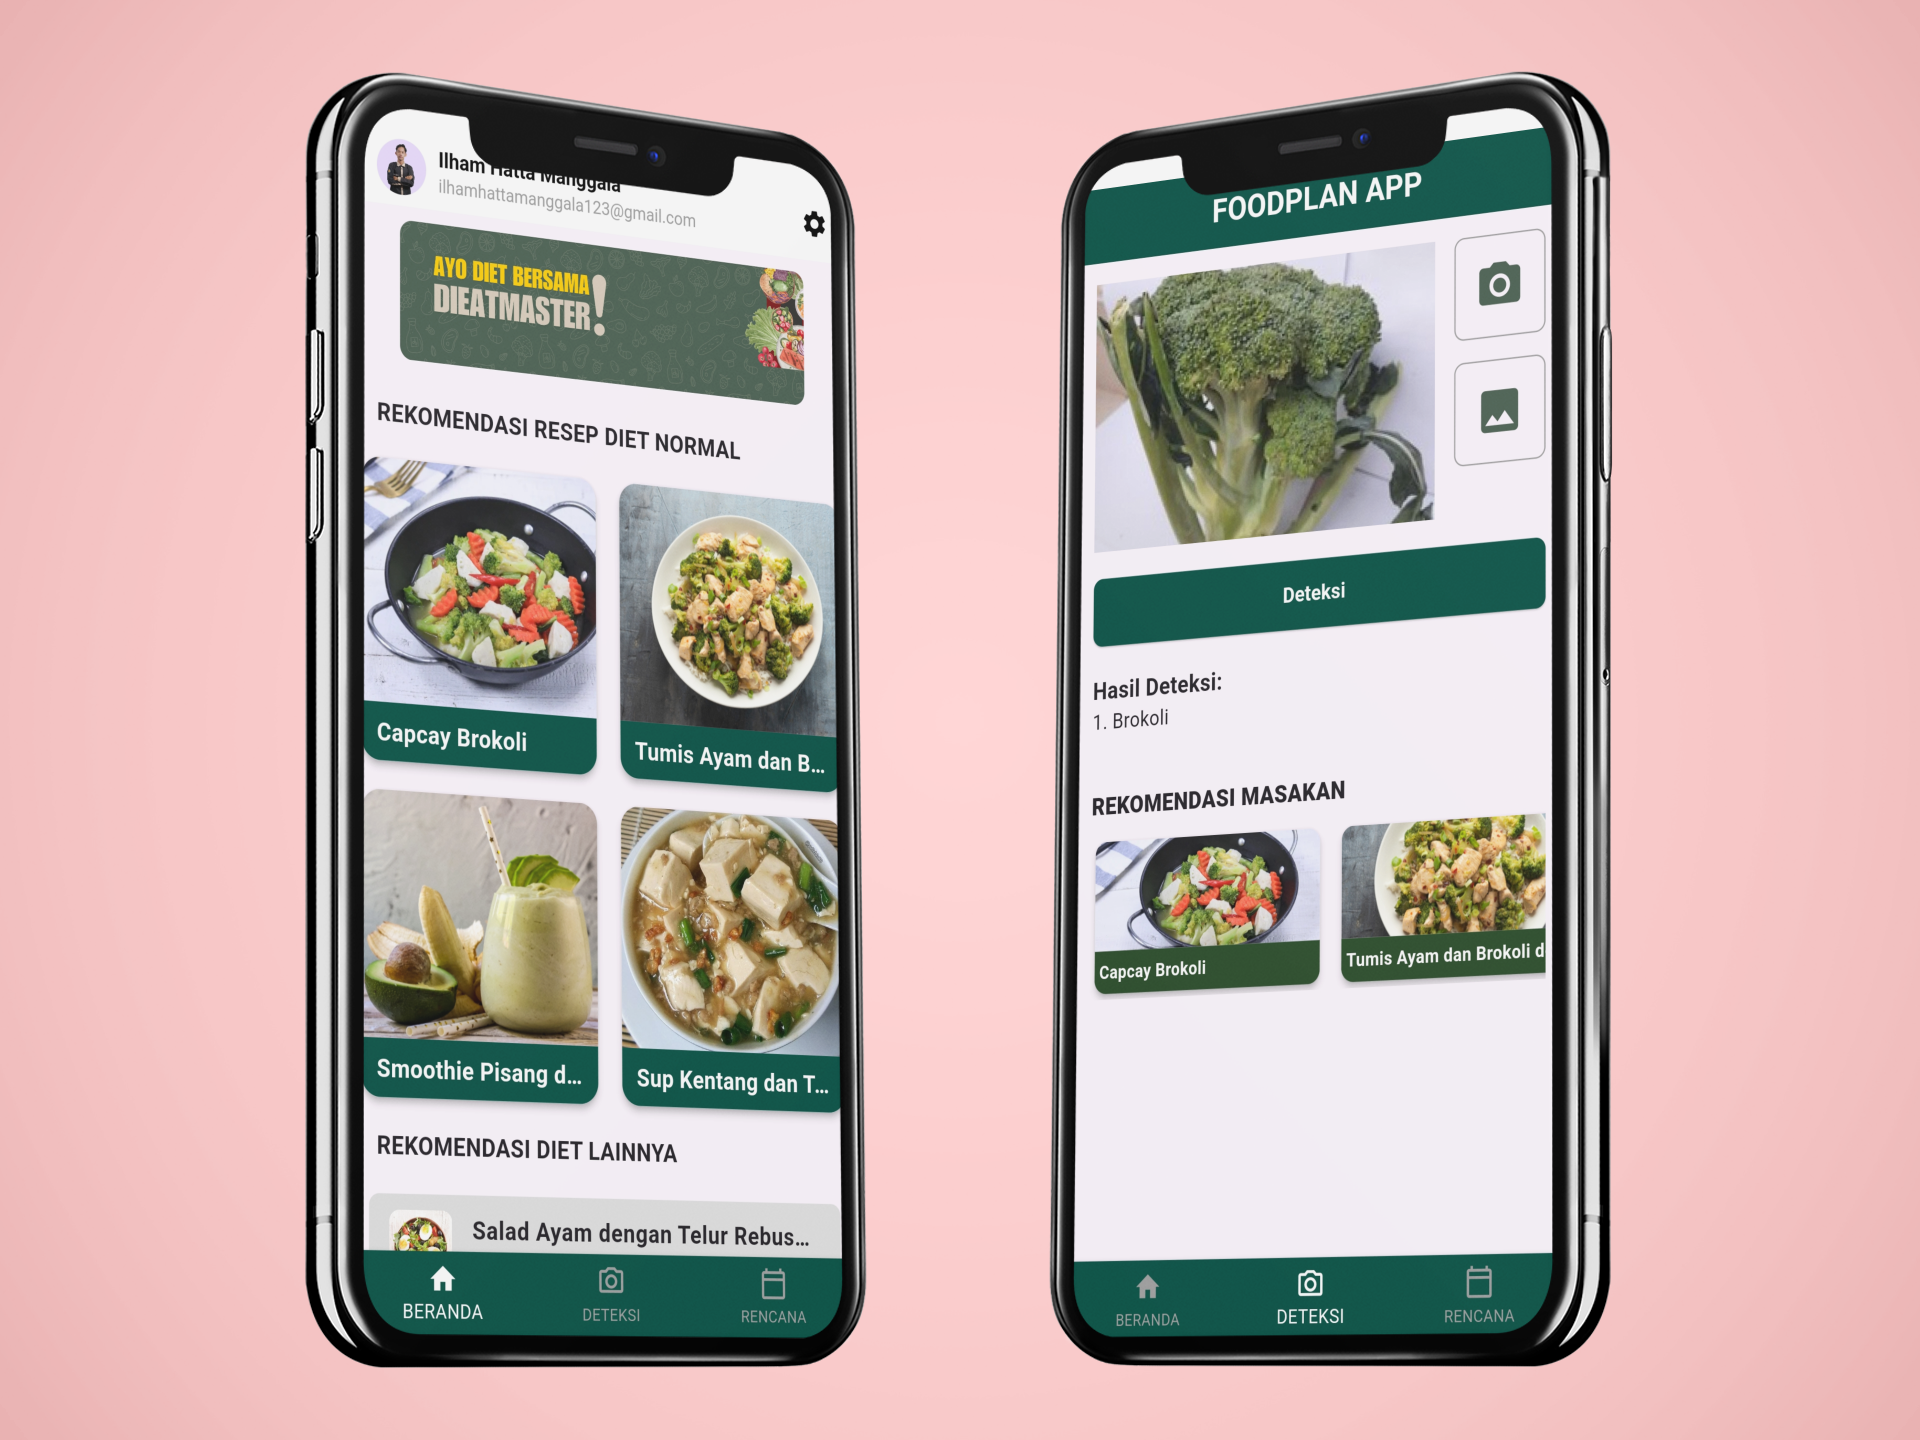 Ilham Hatta Manggala
ilhamhattamanggala123@gmail.com
AYO DIET BERSAMA
DIEATMASTER!
REKOMENDASI RESEP DIET NORMAL
Capcay Brokoli
Tumis Ayam dan B...
Smoothie Pisang d...
Sup Kentang dan T...
REKOMENDASI DIET LAINNYA
Salad Ayam dengan Telur Rebus...
BERANDA
DETEKSI
RENCANA
FOODPLAN APP
Deteksi
Hasil Deteksi:
1. Brokoli
REKOMENDASI MASAKAN
Capcay Brokoli
Tumis Ayam dan Brokoli d
BERANDA
DETEKSI
RENCANA